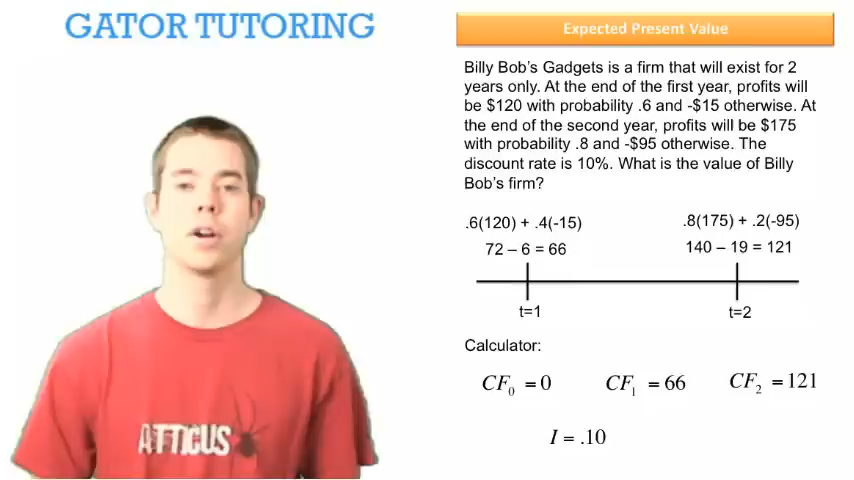 GATOR TUTORING
Expected Present Value
Billy Bob's Gadgets is a firm that will exist for 2
years only. At the end of the first year, profits will
be $120 with probability .6 and -$15 otherwise. At
the end of the second year, profits will be $175
with probability .8 and -$95 otherwise. The
discount rate is 10%. What is the value of Billy
Bob's firm?
.6(120) + .4(-15)
.8(175) + .2(-95)
72 – 6 = 66
140 – 19 = 121
t=1
t=2
Calculator:
CF₀ = 0
CF₁ = 66
CF₂ = 121
I = .10
ATTICUS